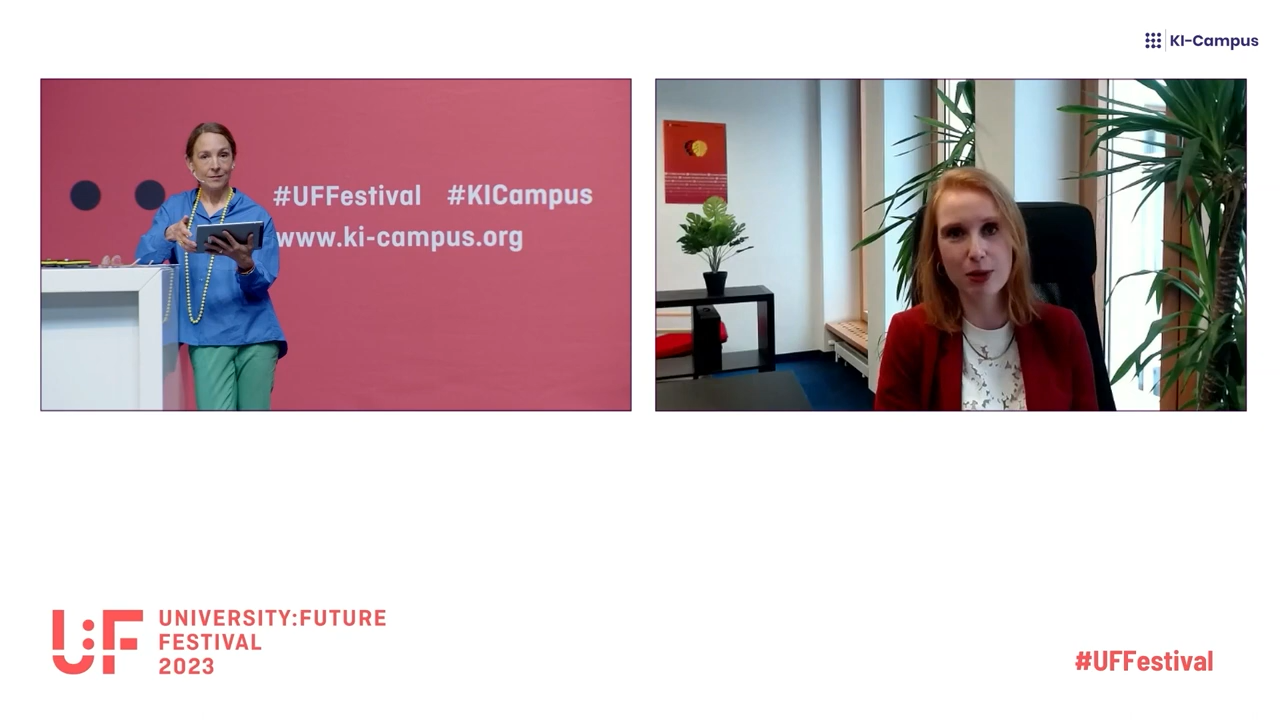 KI-Campus
#UFFestival #KICampus
www.ki-campus.org
U:F
UNIVERSITY:FUTURE
FESTIVAL
2023
#UFFestival